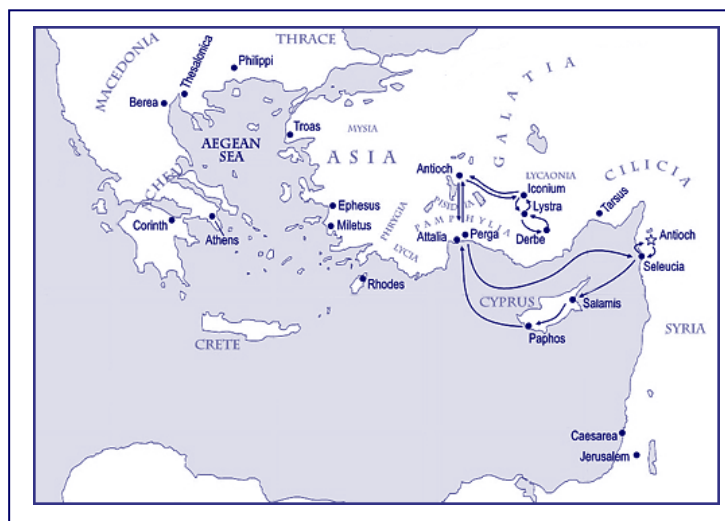 THRACE
MACEDONIA
Thesalonica
Philippi
Berea
AEGEAN
SEA
Troas
MYSIA
ASIA
GALATIA
Antioch
LYCAONIA
CILICIA
Iconium
Lystra
PISIDIA
PAMPHYLIA
PHRYGIA
LYCIA
Derbe
Tarsus
ACHEA
Corinth
Athens
Ephesus
Miletus
Attalia
Perga
Antioch
Seleucia
Rhodes
CYPRUS
Salamis
Paphos
SYRIA
CRETE
Caesarea
Jerusalem